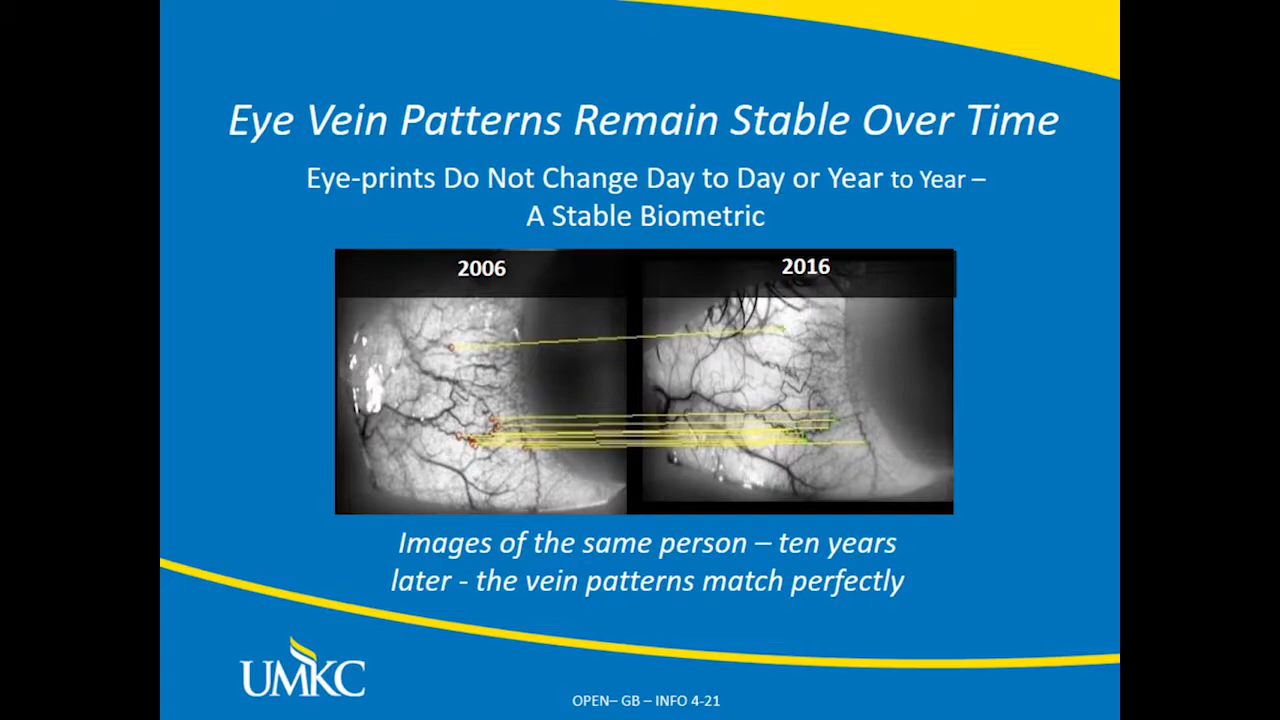 Eye Vein Patterns Remain Stable Over Time
Eye-prints Do Not Change Day to Day or Year to Year –
A Stable Biometric
2006
2016
Images of the same person – ten years
later - the vein patterns match perfectly
UMKC
OPEN– GB – INFO 4-21